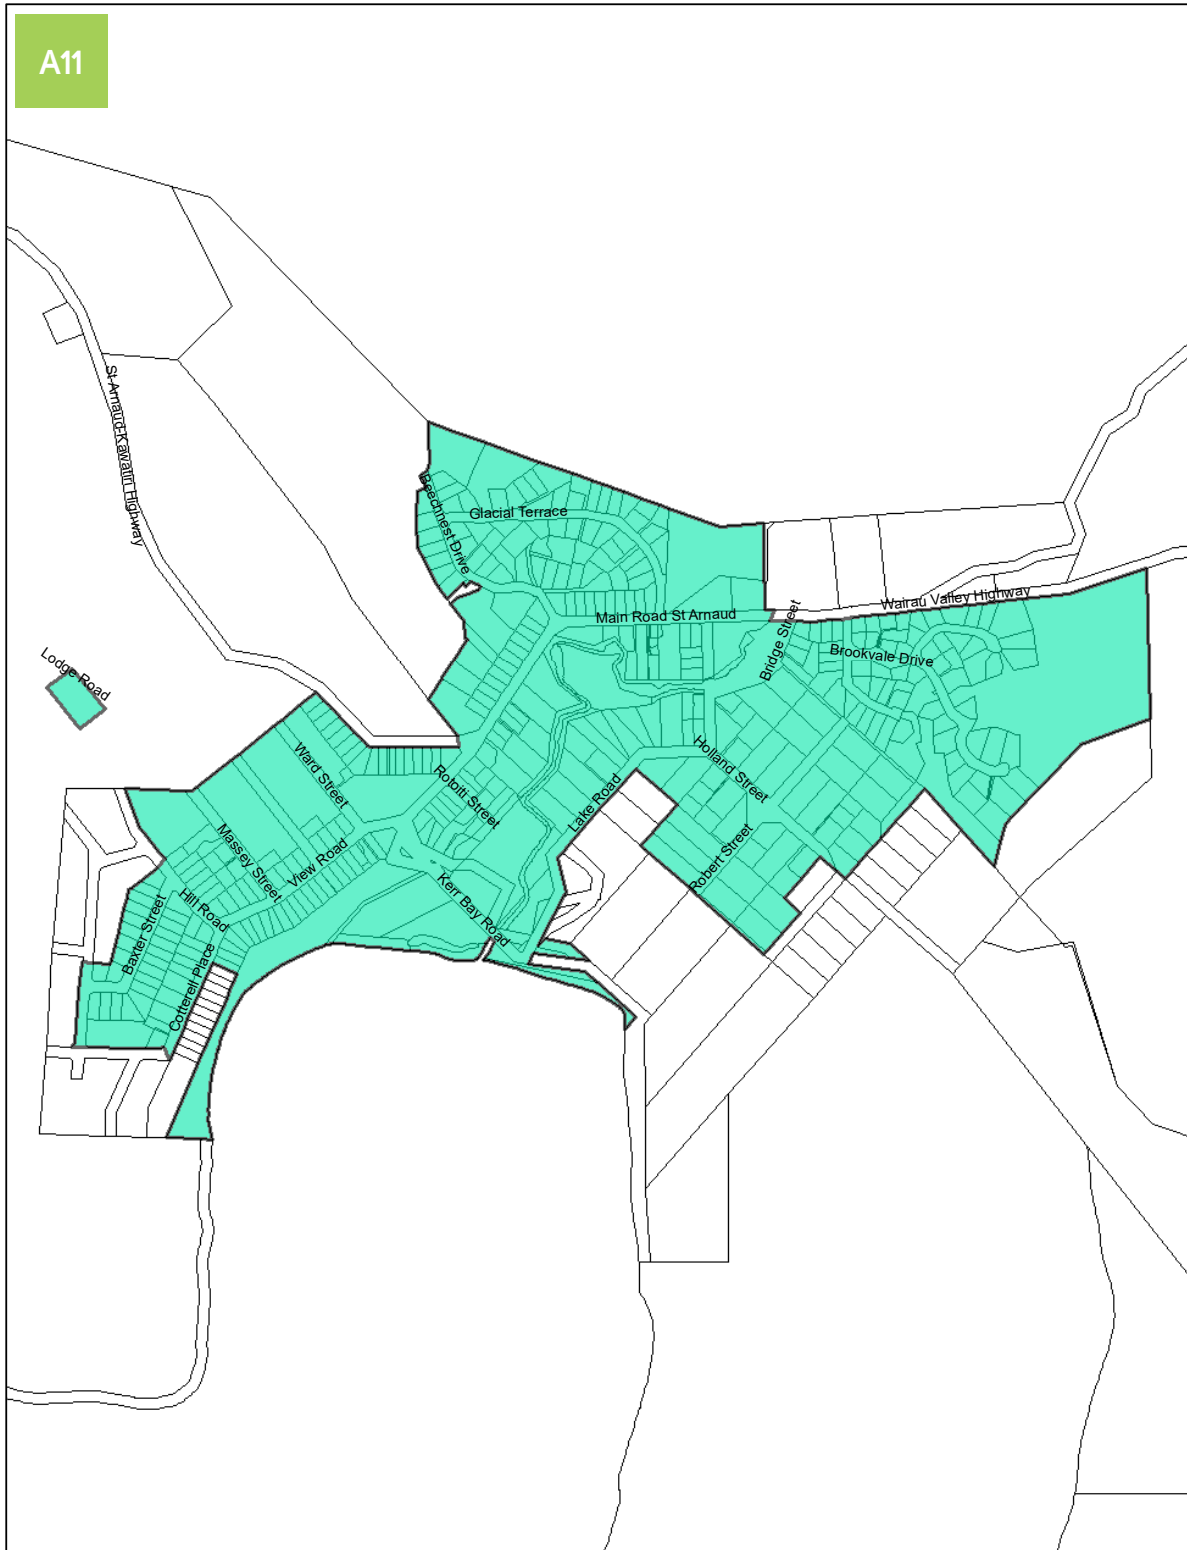 A11
St Arnaud-Kawatiri Highway
Beechnest Drive
Glacial Terrace
Main Road St Arnaud
Wairau Valley Highway
Bridge Street
Brookvale Drive
Lodge Road
Ward Street
Rotoiti Street
Holland Street
Lake Road
Massey Street
View Road
Robert Street
Kerr Bay Road
Hill Road
Baxter Street
Cotterell Place